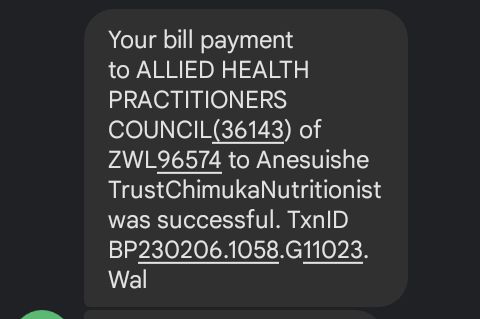 Your bill payment
to ALLIED HEALTH
PRACTITIONERS
COUNCIL(36143) of
ZWL96574 to Anesuishe
TrustChimukaNutritionist
was successful. TxnID
BP230206.1058.G11023.
Wal